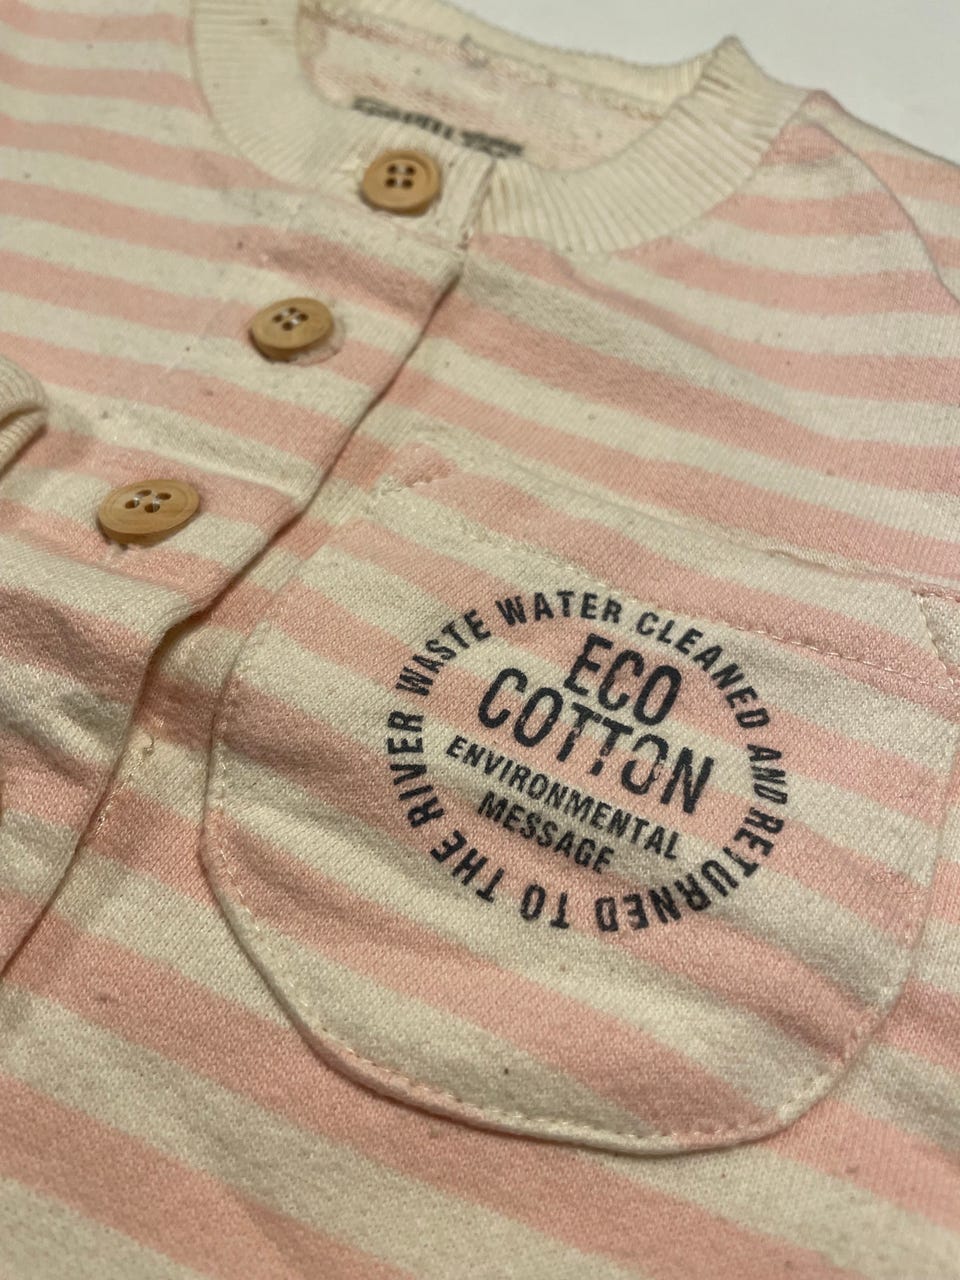 WASTE WATER CLEANED AND RETURNED TO THE RIVER
ECO
COTTON
ENVIRONMENTAL
MESSAGE